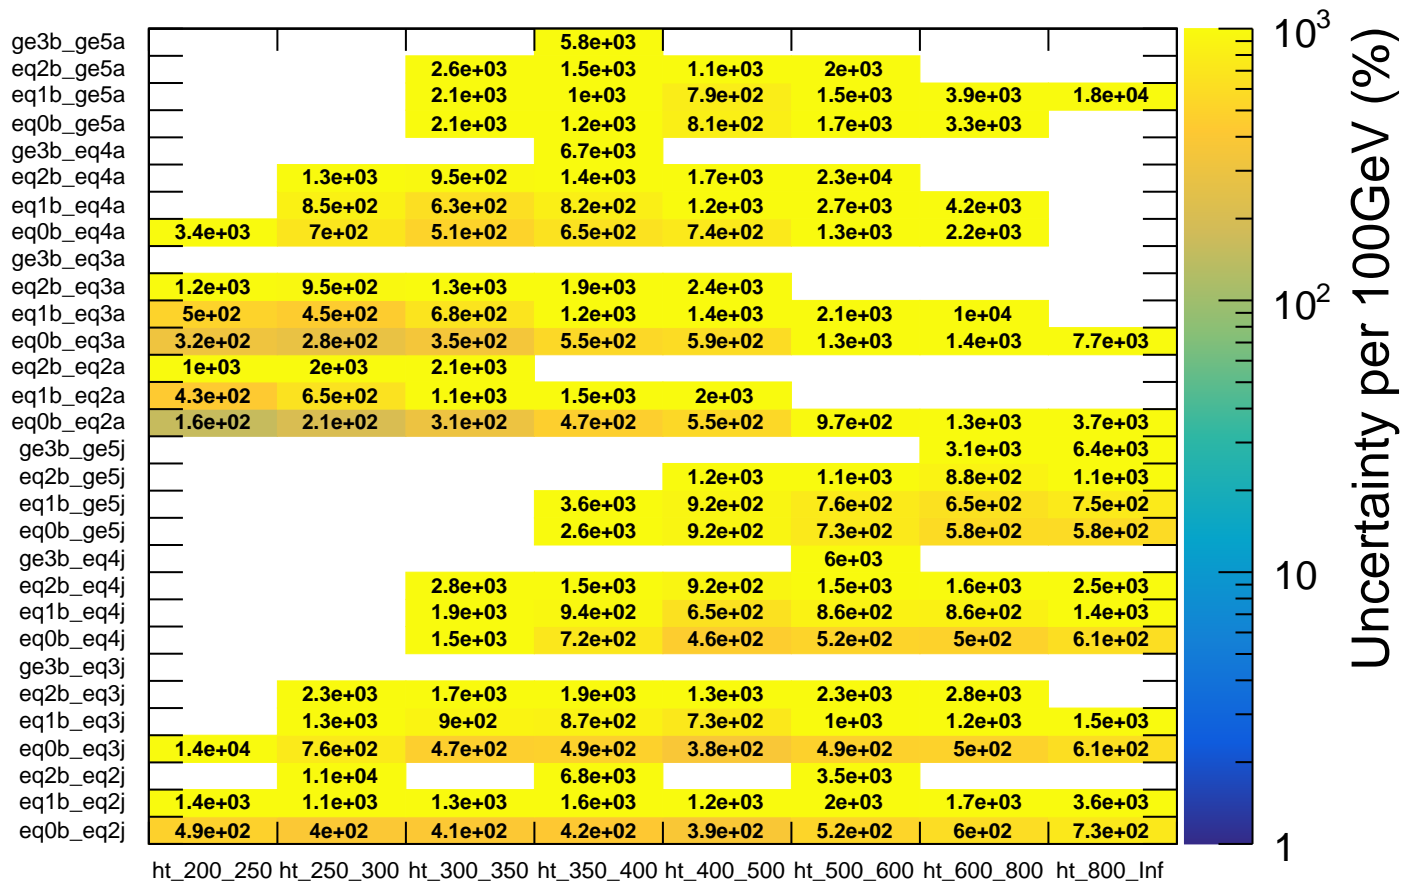 ge3b_ge5a 5.8e+03
eq2b_ge5a 2.6e+03 1.5e+03 1.1e+03 2e+03
eq1b_ge5a 2.1e+03 1e+03 7.9e+02 1.5e+03 3.9e+03 1.8e+04
eq0b_ge5a 2.1e+03 1.2e+03 8.1e+02 1.7e+03 3.3e+03
ge3b_eq4a 6.7e+03
eq2b_eq4a 1.3e+03 9.5e+02 1.4e+03 1.7e+03 2.3e+04
eq1b_eq4a 8.5e+02 6.3e+02 8.2e+02 1.2e+03 2.7e+03 4.2e+03
eq0b_eq4a 3.4e+03 7e+02 5.1e+02 6.5e+02 7.4e+02 1.3e+03 2.2e+03
ge3b_eq3a
eq2b_eq3a 1.2e+03 9.5e+02 1.3e+03 1.9e+03 2.4e+03
eq1b_eq3a 5e+02 4.5e+02 6.8e+02 1.2e+03 1.4e+03 2.1e+03 1e+04
eq0b_eq3a 3.2e+02 2.8e+02 3.5e+02 5.5e+02 5.9e+02 1.3e+03 1.4e+03 7.7e+03
eq2b_eq2a 1e+03 2e+03 2.1e+03
eq1b_eq2a 4.3e+02 6.5e+02 1.1e+03 1.5e+03 2e+03
eq0b_eq2a 1.6e+02 2.1e+02 3.1e+02 4.7e+02 5.5e+02 9.7e+02 1.3e+03 3.7e+03
ge3b_ge5j 3.1e+03 6.4e+03
eq2b_ge5j 1.2e+03 1.1e+03 8.8e+02 1.1e+03
eq1b_ge5j 3.6e+03 9.2e+02 7.6e+02 6.5e+02 7.5e+02
eq0b_ge5j 2.6e+03 9.2e+02 7.3e+02 5.8e+02 5.8e+02
ge3b_eq4j 6e+03
eq2b_eq4j 2.8e+03 1.5e+03 9.2e+02 1.5e+03 1.6e+03 2.5e+03
eq1b_eq4j 1.9e+03 9.4e+02 6.5e+02 8.6e+02 8.6e+02 1.4e+03
eq0b_eq4j 1.5e+03 7.2e+02 4.6e+02 5.2e+02 5e+02 6.1e+02
ge3b_eq3j
eq2b_eq3j 2.3e+03 1.7e+03 1.9e+03 1.3e+03 2.3e+03 2.8e+03
eq1b_eq3j 1.3e+03 9e+02 8.7e+02 7.3e+02 1e+03 1.2e+03 1.5e+03
eq0b_eq3j 1.4e+04 7.6e+02 4.7e+02 4.9e+02 3.8e+02 4.9e+02 5e+02 6.1e+02
eq2b_eq2j 1.1e+04 6.8e+03 3.5e+03
eq1b_eq2j 1.4e+03 1.1e+03 1.3e+03 1.6e+03 1.2e+03 2e+03 1.7e+03 3.6e+03
eq0b_eq2j 4.9e+02 4e+02 4.1e+02 4.2e+02 3.9e+02 5.2e+02 6e+02 7.3e+02
ht_200_250 ht_250_300 ht_300_350 ht_350_400 ht_400_500 ht_500_600 ht_600_800 ht_800_Inf
10³
10²
10
1
Uncertainty per 100GeV (%)